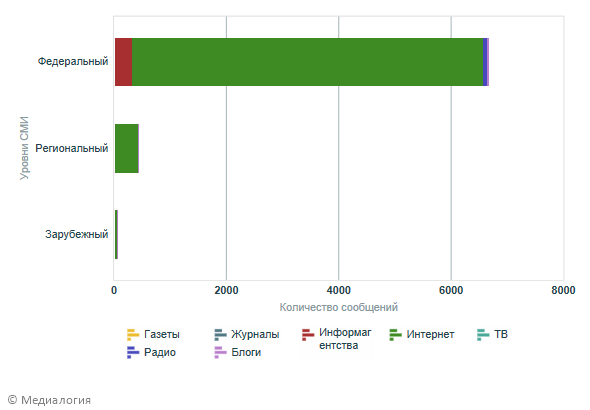 Федеральный
Региональный
Зарубежный
Уровни СМИ
0 2000 4000 6000 8000
Количество сообщений
Газеты Журналы Информаг
ентства Интернет ТВ
Радио Блоги
© Медиалогия